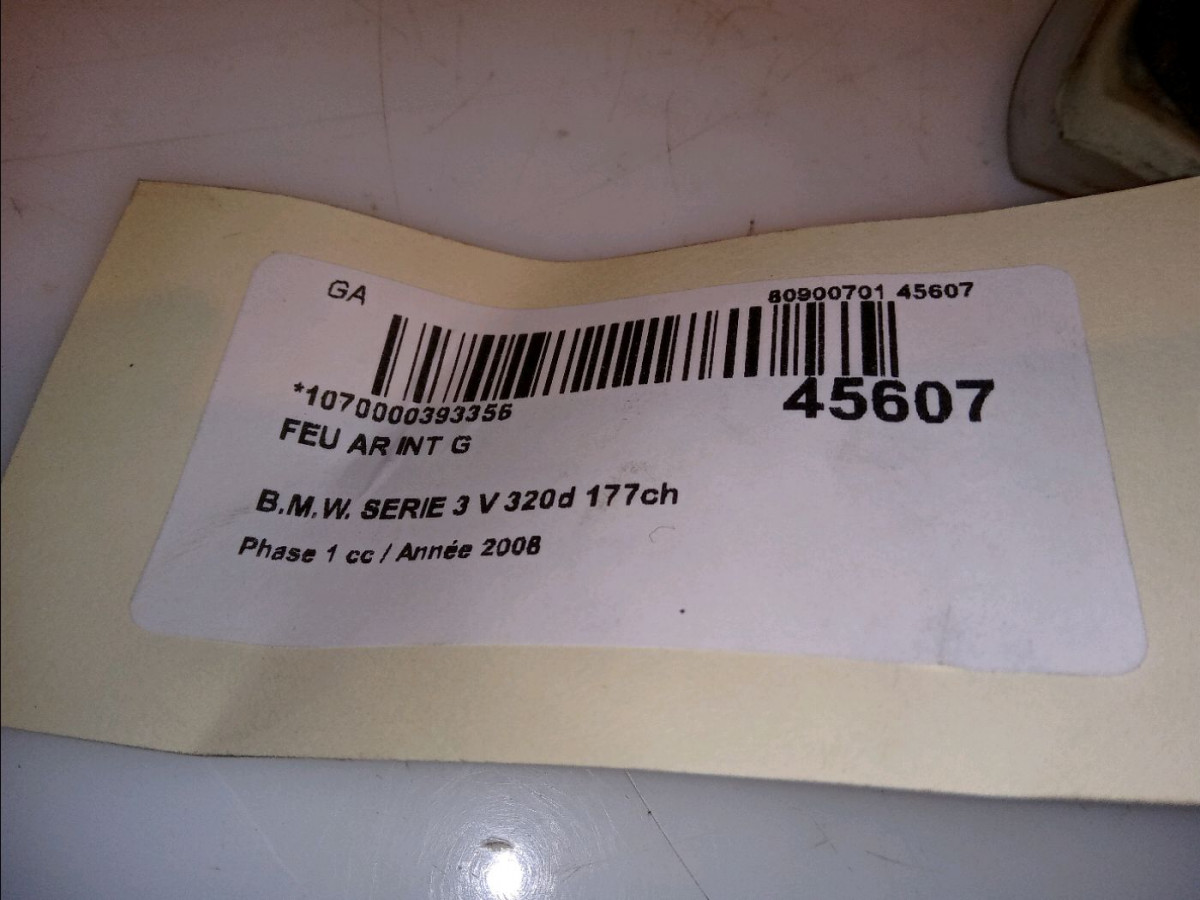 GA
80900701 45607
*1070000393356
45607
FEU AR INT G
B.M.W. SERIE 3 V 320d 177ch
Phase 1 cc / Année 2008